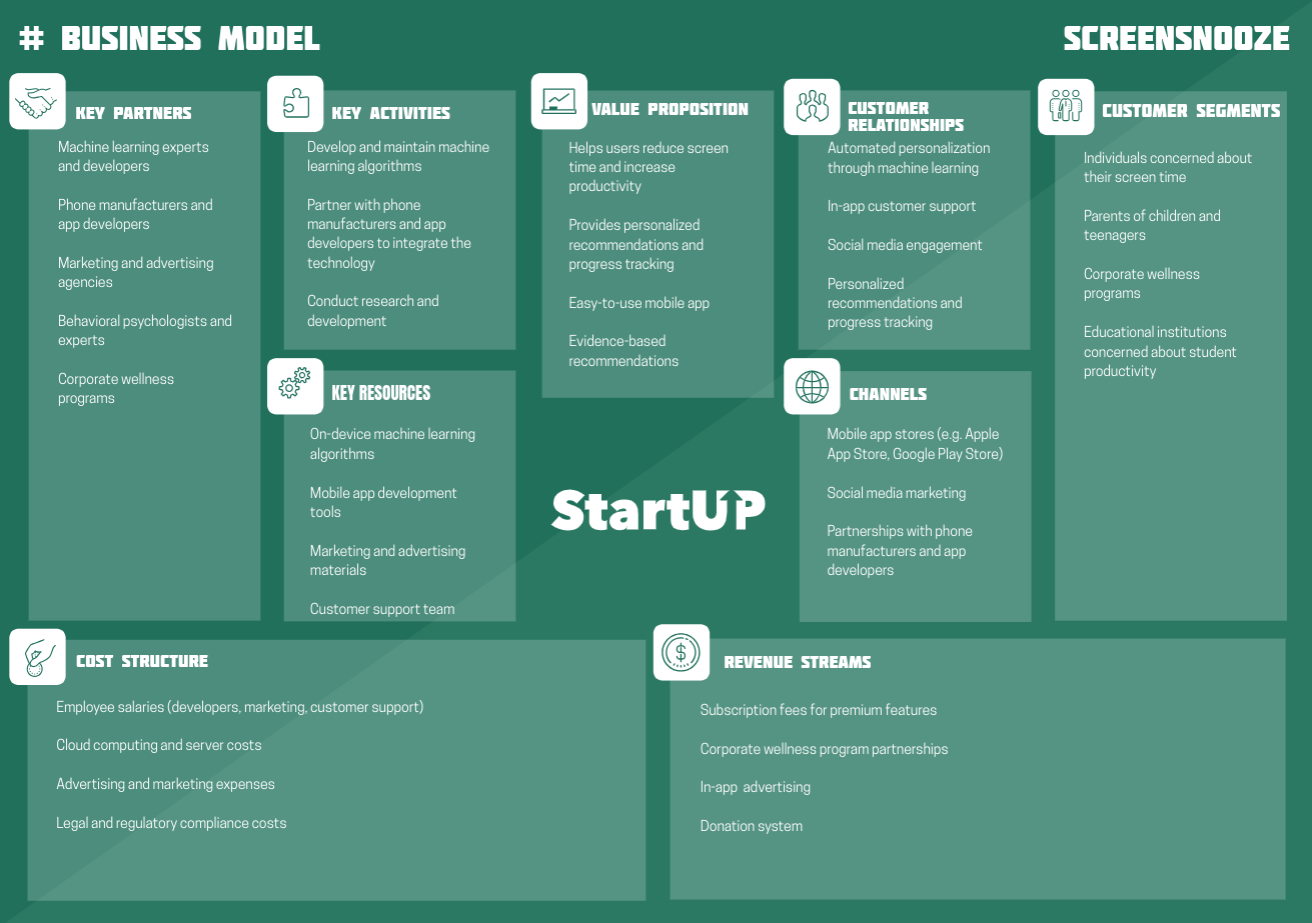 # BUSINESS MODEL
SCREENSNOOZE
KEY PARTNERS
Machine learning experts
and developers
Phone manufacturers and
app developers
Marketing and advertising
agencies
Behavioral psychologists and
experts
Corporate wellness
programs
KEY ACTIVITIES
Develop and maintain machine
learning algorithms
Partner with phone
manufacturers and app
developers to integrate the
technology
Conduct research and
development
KEY RESOURCES
On-device machine learning
algorithms
Mobile app development
tools
Marketing and advertising
materials
Customer support team
VALUE PROPOSITION
Helps users reduce screen
time and increase
productivity
Provides personalized
recommendations and
progress tracking
Easy-to-use mobile app
Evidence-based
recommendations
StartUP
CUSTOMER
RELATIONSHIPS
Automated personalization
through machine learning
In-app customer support
Social media engagement
Personalized
recommendations and
progress tracking
CHANNELS
Mobile app stores (e.g. Apple
App Store, Google Play Store)
Social media marketing
Partnerships with phone
manufacturers and app
developers
CUSTOMER SEGMENTS
Individuals concerned about
their screen time
Parents of children and
teenagers
Corporate wellness
programs
Educational institutions
concerned about student
productivity
COST STRUCTURE
Employee salaries (developers, marketing, customer support)
Cloud computing and server costs
Advertising and marketing expenses
Legal and regulatory compliance costs
$
REVENUE STREAMS
Subscription fees for premium features
Corporate wellness program partnerships
In-app advertising
Donation system